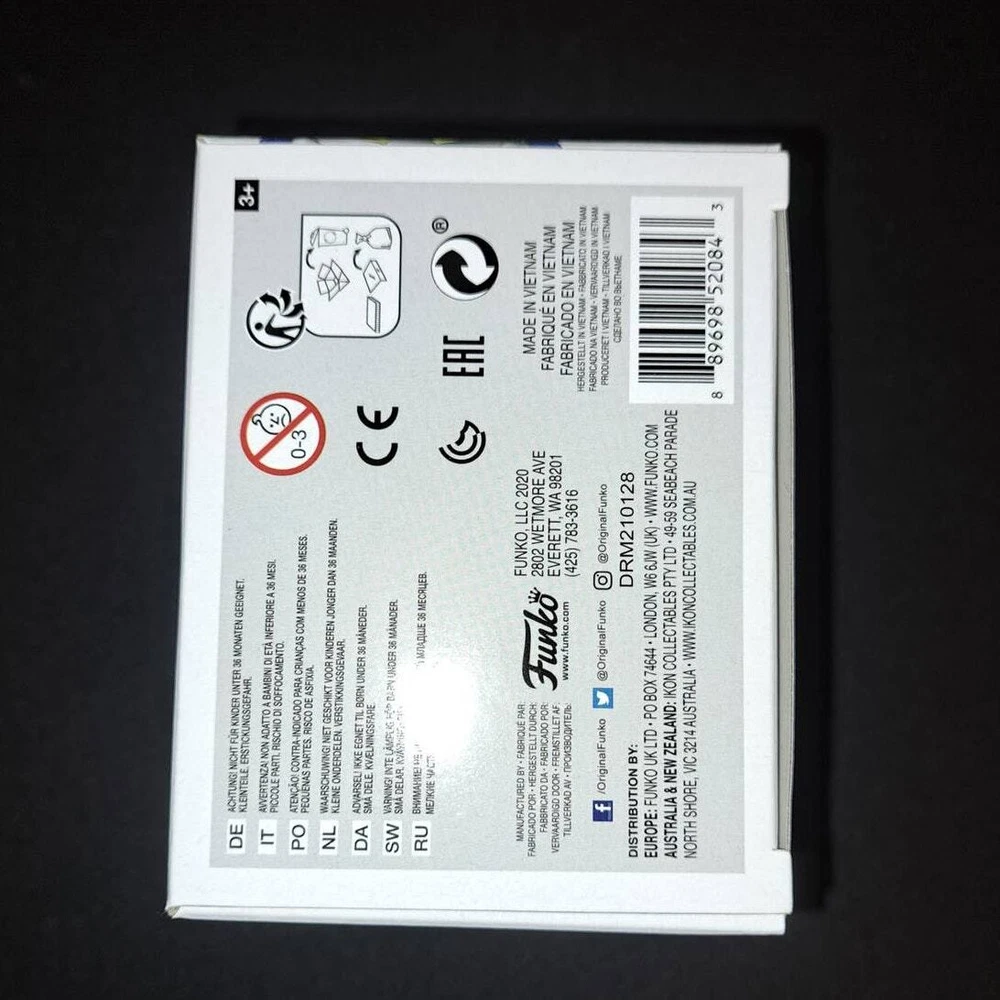 3+
DE ACHTUNG! NICHT FÜR KINDER UNTER 36 MONATEN GEEIGNET.
KLEINTEILE. ERSTICKUNGSGEFAHR.
IT AVVERTENZA! NON ADATTO A BAMBINI DI ETÀ INFERIORE A 36 MESI.
PICCOLE PARTI. RISCHIO DI SOFFOCAMENTO.
PO ATENÇÃO! CONTRA-INDICADO PARA CRIANÇAS COM MENOS DE 36 MESES.
PEQUENAS PARTES. RISCO DE ASFIXIA.
NL WAARSCHUWING! NIET GESCHIKT VOOR KINDEREN JONGER DAN 36 MAANDEN.
KLEINE ONDERDELEN. VERSTIKKINGSGEVAAR.
DA ADVARSEL! IKKE EGNET TIL BØRN UNDER 36 MÅNEDER.
SMÅ DELE. KVÆLNINGSFARE.
SW VARNING! INTE LÄMPLIG FÖR BARN UNDER 36 MÅNADER.
SMÅ DELAR.
RU ВНИМАНИЕ! МЛАДШЕ 36 МЕСЯЦЕВ.
МЕЛКИЕ
0-3
CE
EAC
®
MANUFACTURED BY • FABRIQUÉ PAR:
FABRICADO POR • HERGESTELLT DURCH:
FABBRICATO DA • FABRICADO POR:
VERVAARDIGD DOOR • FREMSTILLET AF:
TILLVERKAD AV • ПРОИЗВОДИТЕЛЬ:
Funko
www.funko.com
FUNKO, LLC 2020
2802 WETMORE AVE
EVERETT, WA 98201
(425) 783-3616
MADE IN VIETNAM
FABRIQUÉ EN VIETNAM
FABRICADO EN VIETNAM
HERGESTELLT IN VIETNAM • FABBRICATO IN VIETNAM
FABRICADO NA VIETNAM • VERVAARDIGD IN VIETNAM
PRODUCERET I VIETNAM • TILLVERKAD I VIETNAM
СДЕЛАНО ВО ВЬЕТНАМЕ
/OriginalFunko @OriginalFunko @OriginalFunko
DRM210128
DISTRIBUTION BY:
EUROPE: FUNKO UK LTD • PO BOX 74644 • LONDON, W6 6JW (UK) • WWW.FUNKO.COM
AUSTRALIA & NEW ZEALAND: IKON COLLECTABLES PTY LTD • 49-59 SEABEACH PARADE
NORTH SHORE, VIC 3214 AUSTRALIA • WWW.IKONCOLLECTABLES.COM.AU
8 89698 52084 3